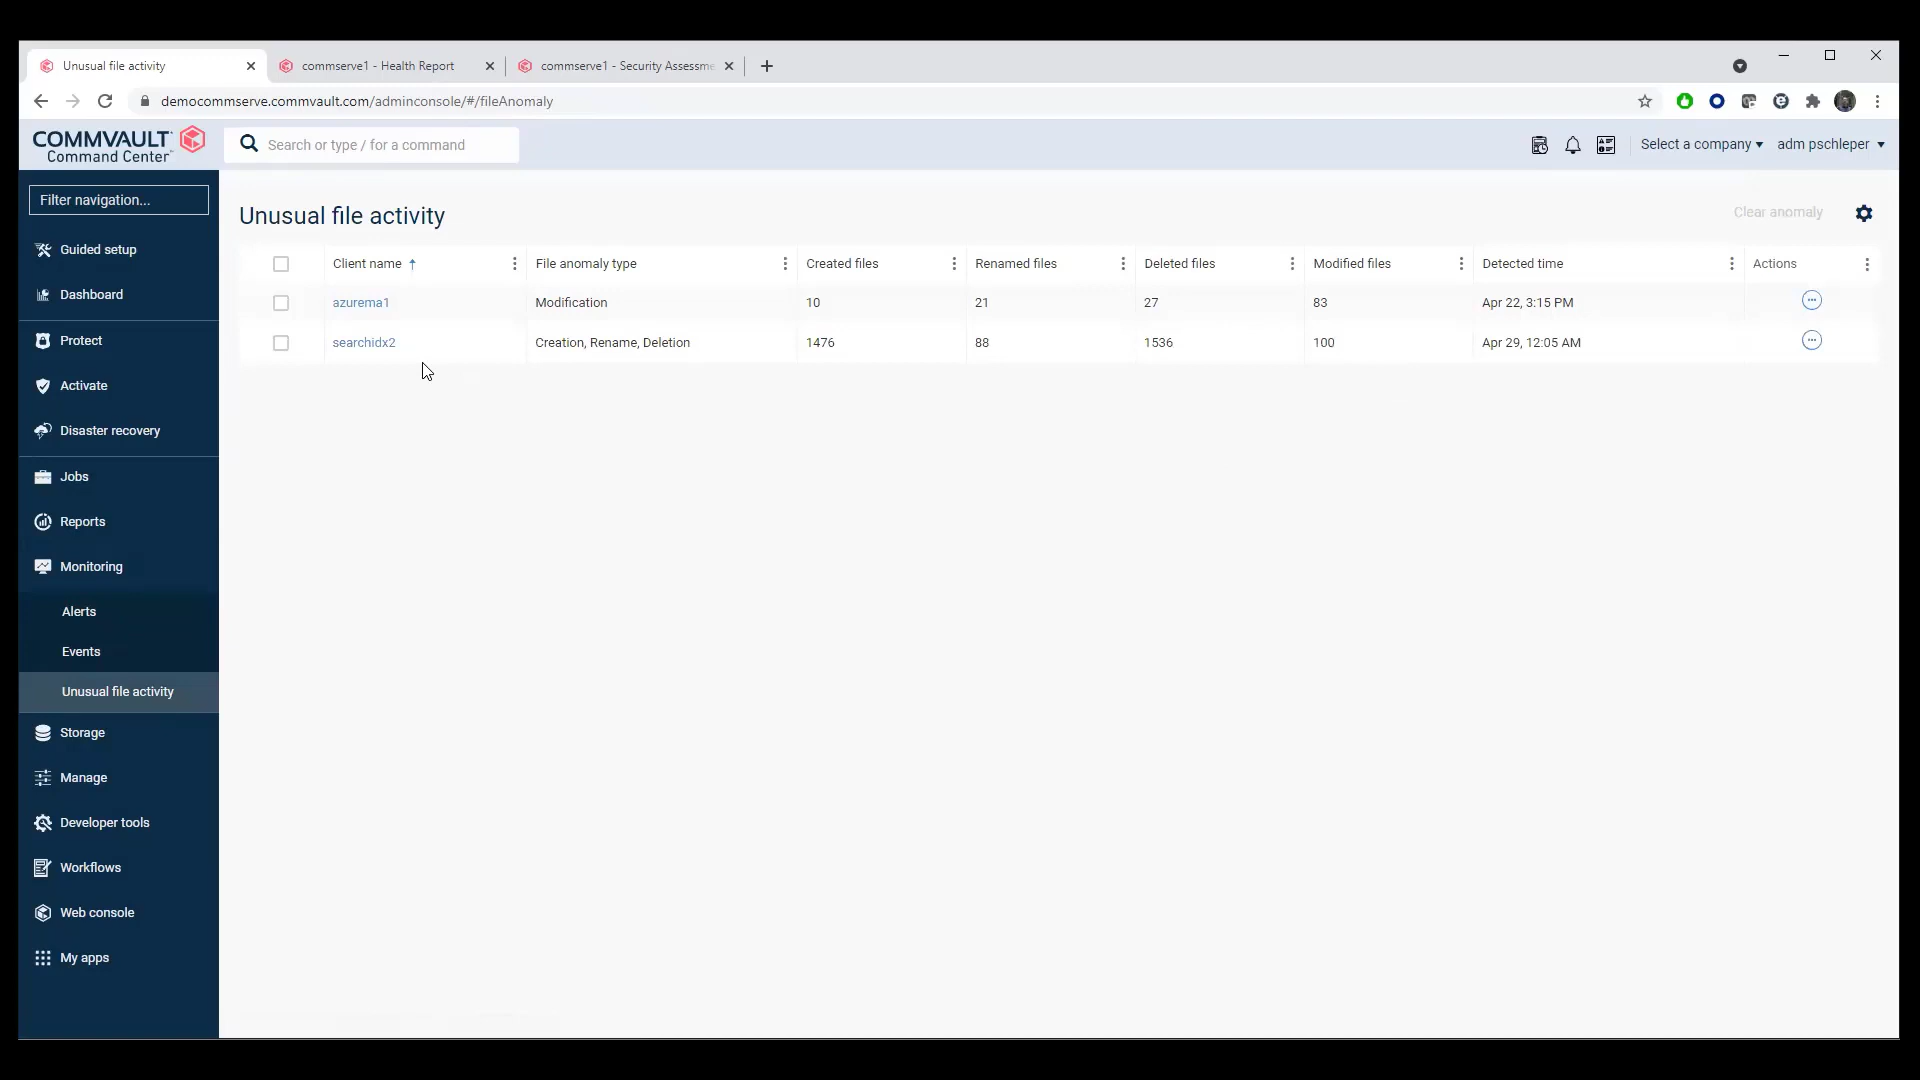 Unusual file activity
commserve1 - Health Report
commserve1 - Security Assessme
democommserve.commvault.com/adminconsole/#/fileAnomaly
COMMVAULT
Command Center™
Search or type / for a command
Select a company
adm pschleper
Filter navigation...
Guided setup
Dashboard
Protect
Activate
Disaster recovery
Jobs
Reports
Monitoring
Alerts
Events
Unusual file activity
Storage
Manage
Developer tools
Workflows
Web console
My apps
Unusual file activity
Clear anomaly
Client name File anomaly type Created files Renamed files Deleted files Modified files Detected time Actions
azurema1 Modification 10 21 27 83 Apr 22, 3:15 PM
searchidx2 Creation, Rename, Deletion 1476 88 1536 100 Apr 29, 12:05 AM